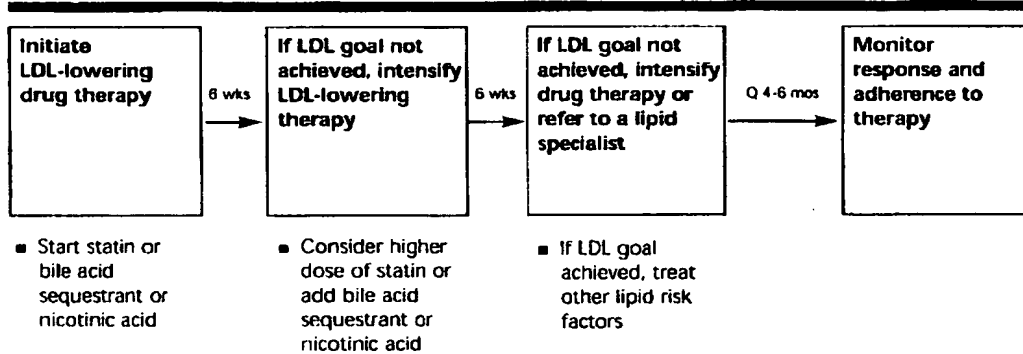 Initiate
LDL-lowering
drug therapy
6 wks
If LDL goal not
achieved, intensify
LDL-lowering
therapy
6 wks
If LDL goal not
achieved, intensify
drug therapy or
refer to a lipid
specialist
Q 4-6 mos
Monitor
response and
adherence to
therapy
■ Start statin or
bile acid
sequestrant or
nicotinic acid
■ Consider higher
dose of statin or
add bile acid
sequestrant or
nicotinic acid
■ If LDL goal
achieved, treat
other lipid risk
factors